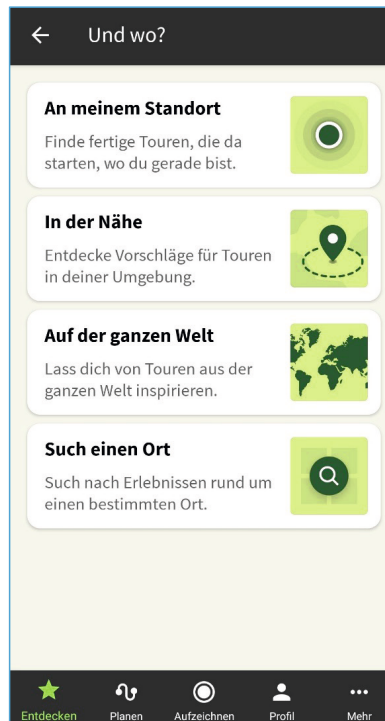 Und wo?
An meinem Standort
Finde fertige Touren, die da
starten, wo du gerade bist.
In der Nähe
Entdecke Vorschläge für Touren
in deiner Umgebung.
Auf der ganzen Welt
Lass dich von Touren aus der
ganzen Welt inspirieren.
Such einen Ort
Such nach Erlebnissen rund um
einen bestimmten Ort.
Entdecken Planen Aufzeichnen Profil Mehr